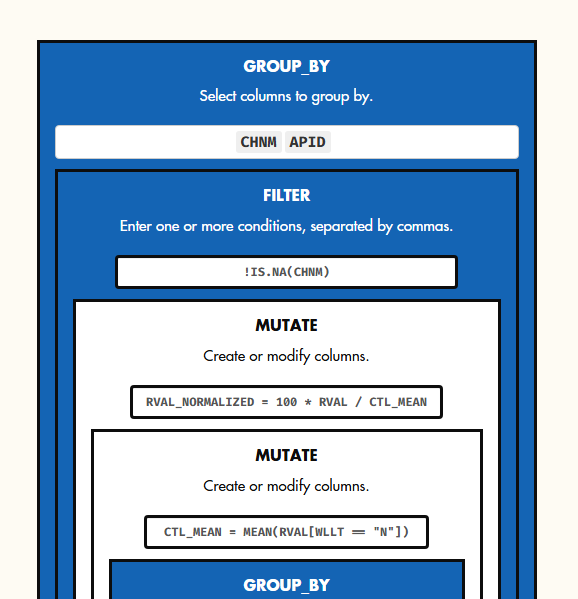 GROUP_BY
Select columns to group by.
CHNM APID
FILTER
Enter one or more conditions, separated by commas.
!IS.NA(CHNM)
MUTATE
Create or modify columns.
RVAL_NORMALIZED = 100 * RVAL / CTL_MEAN
MUTATE
Create or modify columns.
CTL_MEAN = MEAN(RVAL[WLLT == "N"])
GROUP_BY